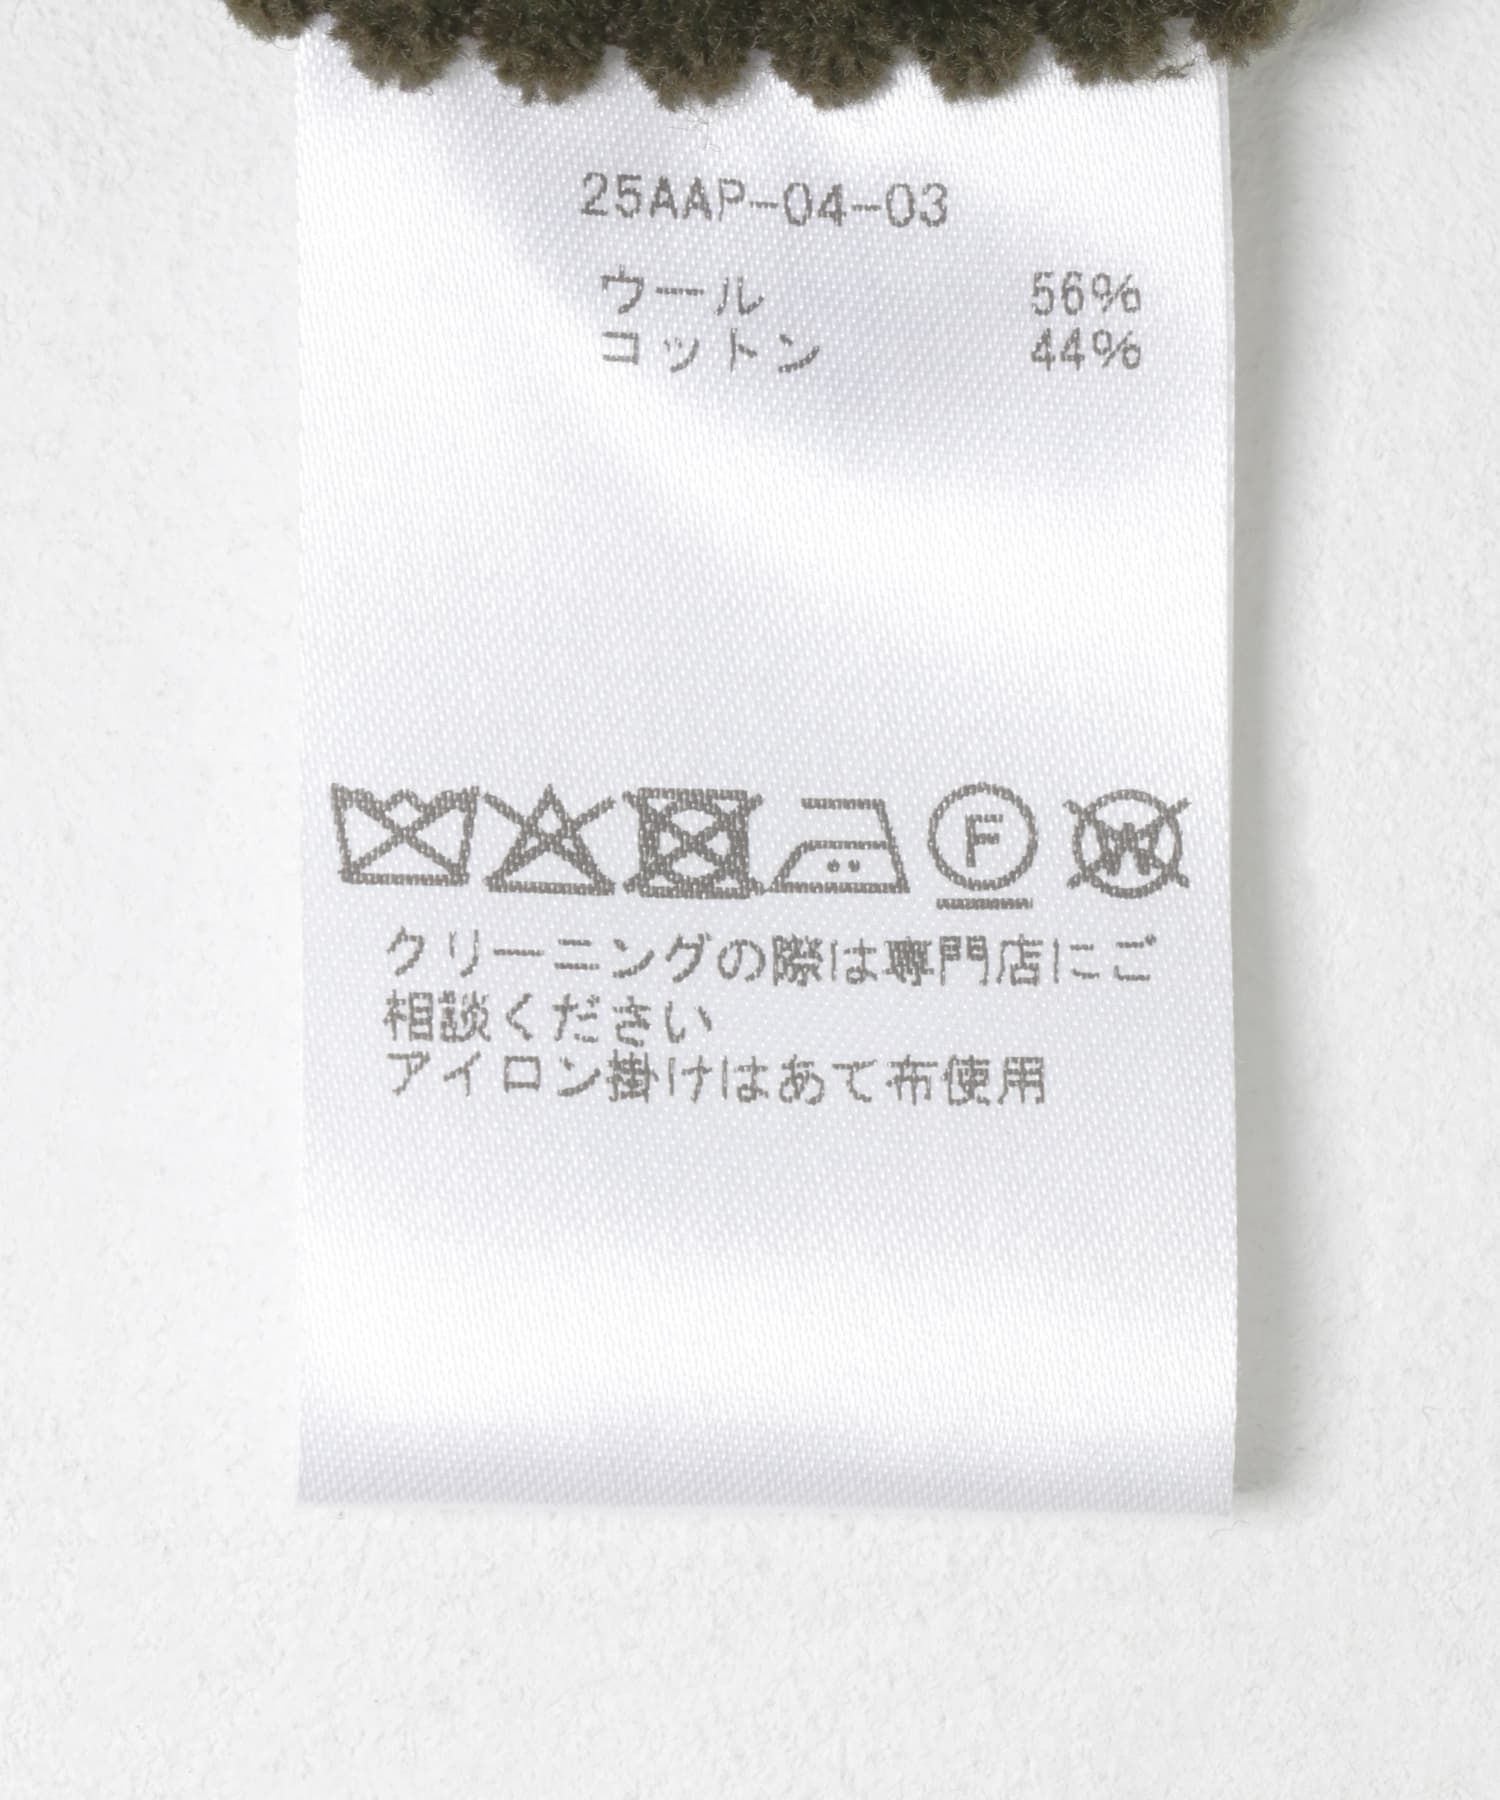 25AAP-04-03
ウール 56%
コットン 44%
F W
クリーニングの際は専門店にご
相談ください
アイロン掛けはあて布使用